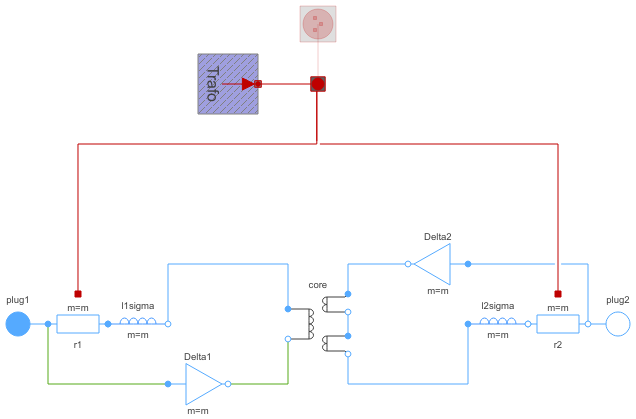 Trafo
Delta2
m=m
core
plug1
m=m
l1sigma
m=m
r1
l2sigma
m=m
m=m
r2
plug2
Delta1
m=m